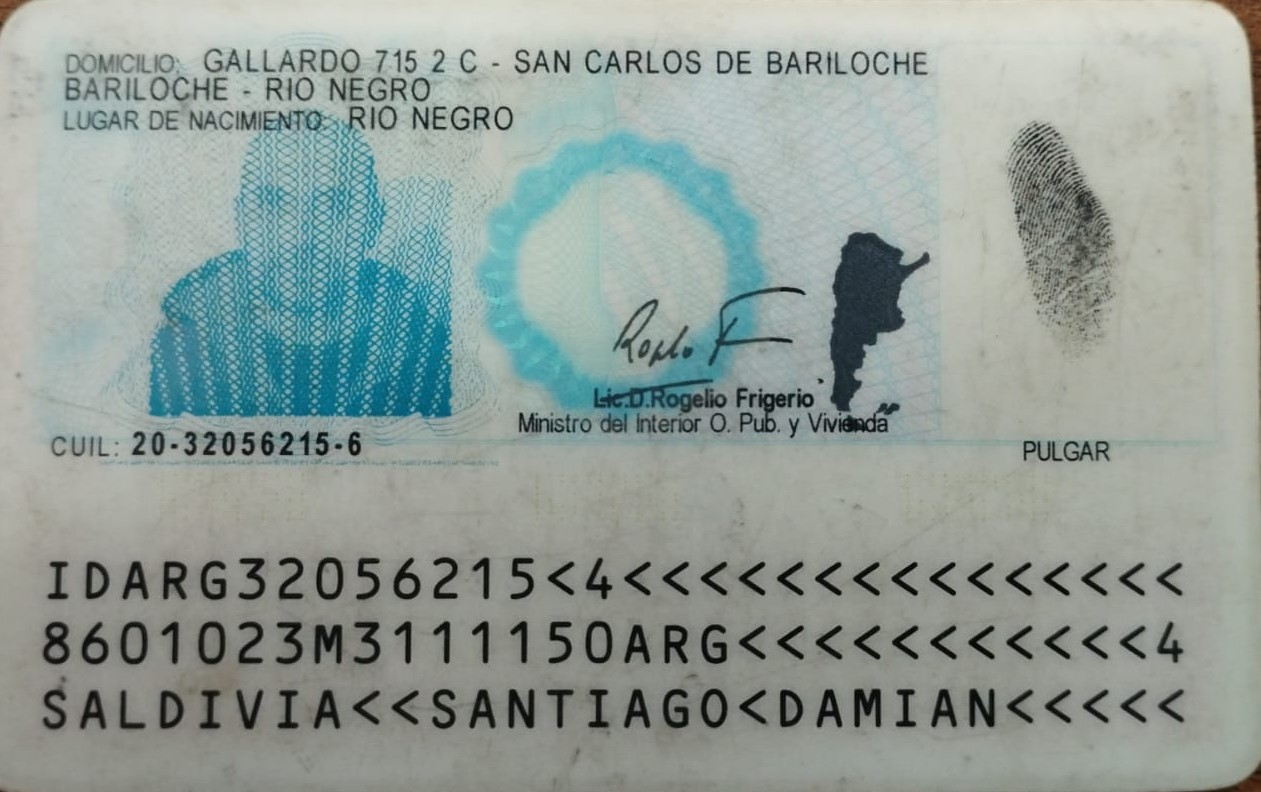 DOMICILIO: GALLARDO 715 2 C - SAN CARLOS DE BARILOCHE
BARILOCHE - RIO NEGRO
LUGAR DE NACIMIENTO: RIO NEGRO
Lic.D.Rogelio Frigerio
Ministro del Interior O. Pub. y Vivienda
CUIL: 20-32056215-6
PULGAR
IDARG32056215<4<<<<<<<<<<<<<<<
8601023M3111150ARG<<<<<<<<<<<4
SALDIVIA<<SANTIAGO<DAMIAN<<<<<